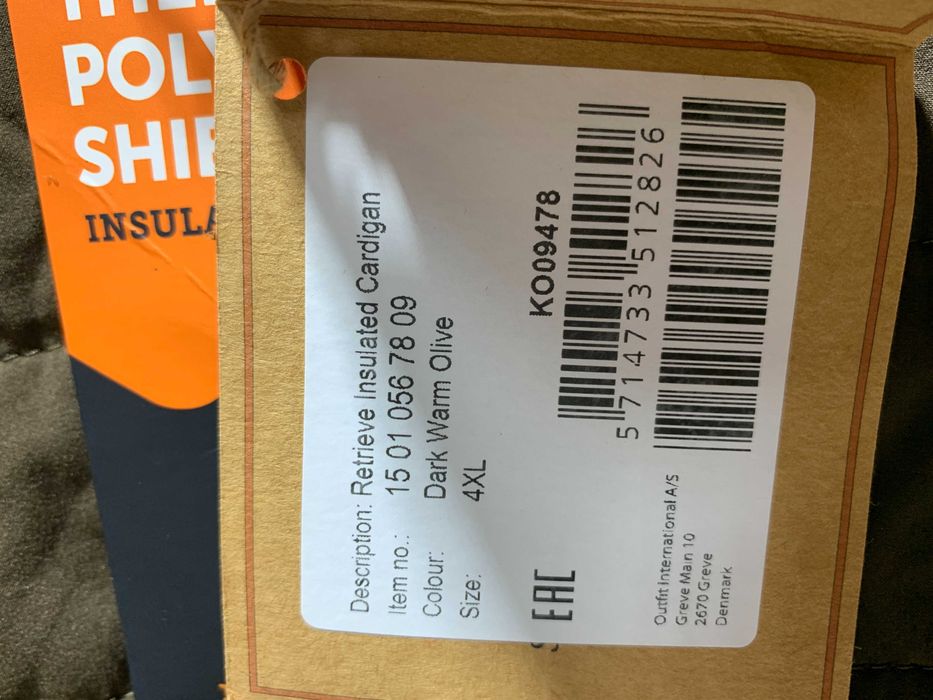 POLY
SHIE
INSULA
Description: Retrieve Insulated Cardigan
Item no.: 15 01 056 78 09
Colour: Dark Warm Olive
Size: 4XL
KO09478
5 714733 512826
EAC
Outfit International A/S
Greve Main 10
2670 Greve
Denmark